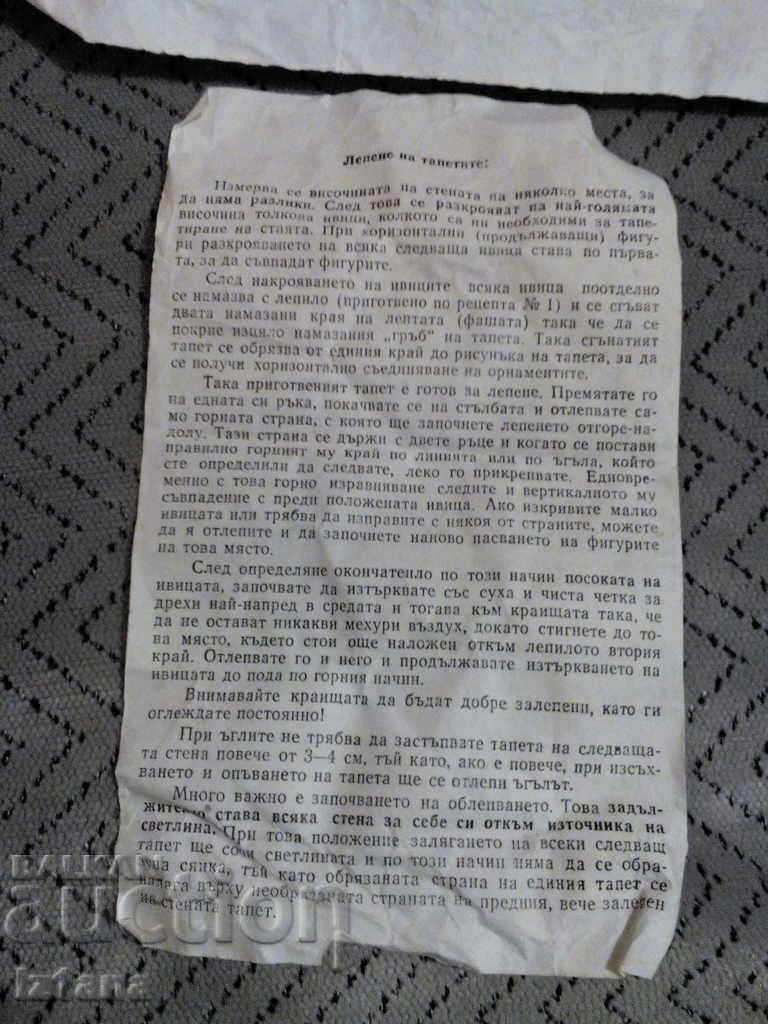 Лепене на тапетите!
Измерва се височината на стената на няколко места, за
да няма разлики. След това се разкрояват на най-голямата
височина толкова ивици, колкото са ни необходими за тапе-
тиране на стаята. При хоризонтални (продължаващи) фигу-
ри разкрояването на всяка следваща ивица става по първа-
та, за да съвпадат фигурите.
След накрояването на ивиците всяка ивица поотделно
се намазва с лепило (приготвено по рецепта № 1) и се сгъват
двата намазани края на лентата (фашата) така че да се
покрие изцяло намазания „гръб“ на тапета. Така сгънатият
тапет се обрязва от единия край до рисунъка на тапета, за да
се получи хоризонтално съединяване на орнаментите.
Така приготвеният тапет е готов за лепене. Премятате го
на едната си ръка, покачвате се на стълбата и отлепвате са-
мо горната страна, с която ще започнете лепенето отгоре-на-
долу. Тази страна се държи с двете ръце и когато се постави
правилно горният му край по линията или по ъгъла, който
сте определили да следвате, леко го прикрепвате. Едновре-
менно с това горно изравняване следите и вертикалното му
съвпадение с преди положената ивица. Ако изкривите малко
ивицата или трябва да изправите с някоя от страните, можете
да я отлепите и да започнете наново пасването на фигурите
на това място.
След определяне окончателно по този начин посоката на
ивицата, започвате да изтърквате със суха и чиста четка за
дрехи най-напред в средата и тогава към краищата така, че
да не остават никакви мехури въздух, докато стигнете до то-
ва място, където стои още наложен откъм лепилото втория
край. Отлепвате го и него и продължавате изтъркването на
ивицата до пода по горния начин.
Внимавайте краищата да бъдат добре залепени, като ги
оглеждате постоянно!
При ъглите не трябва да застъпвате тапета на следваща-
та стена повече от 3—4 см, тъй като, ако е повече, при изсъх-
ването и опъването на тапета ще се отлепи ъгълът.
Много важно е започването на облепването. Това задъл-
жително става всяка стена за себе си откъм източника на
светлина. При това положение залягането на всеки следващ
тапет ще сочи светлината и по този начин няма да се обра-
зува сянка, тъй като обрязаната страна на единия тапет се
налага върху необрязаната страната на предния, вече залепен
на стената тапет.
Balkan
auction
Iz1ana